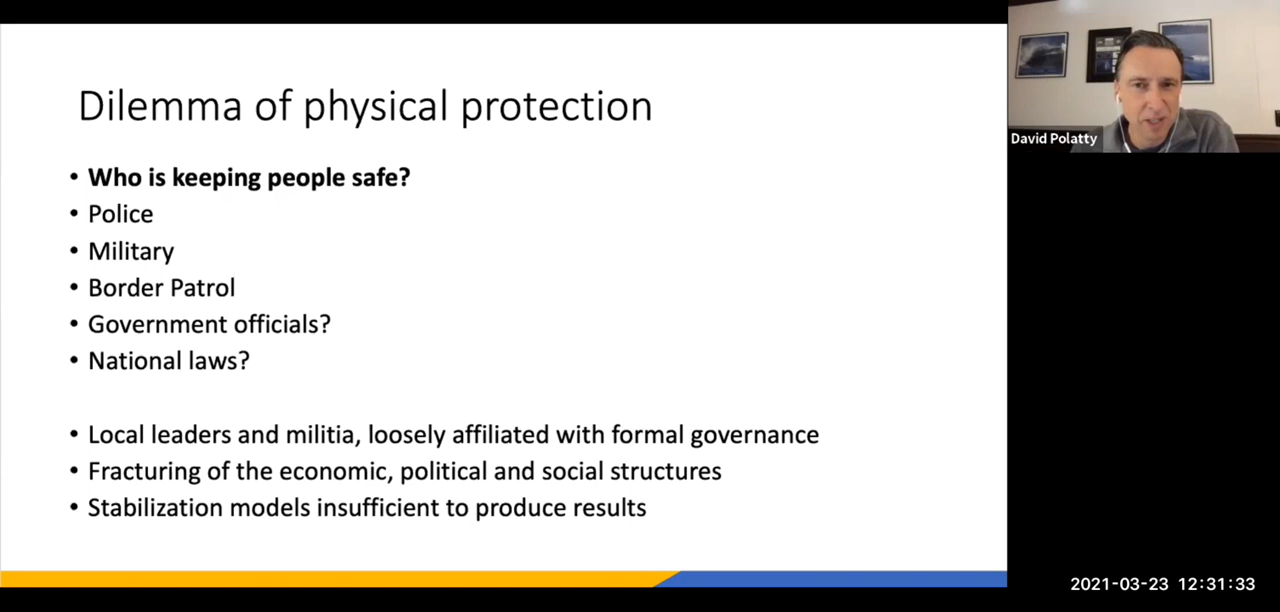 Dilemma of physical protection
• Who is keeping people safe?
• Police
• Military
• Border Patrol
• Government officials?
• National laws?
• Local leaders and militia, loosely affiliated with formal governance
• Fracturing of the economic, political and social structures
• Stabilization models insufficient to produce results
David Polatty
2021-03-23 12:31:33